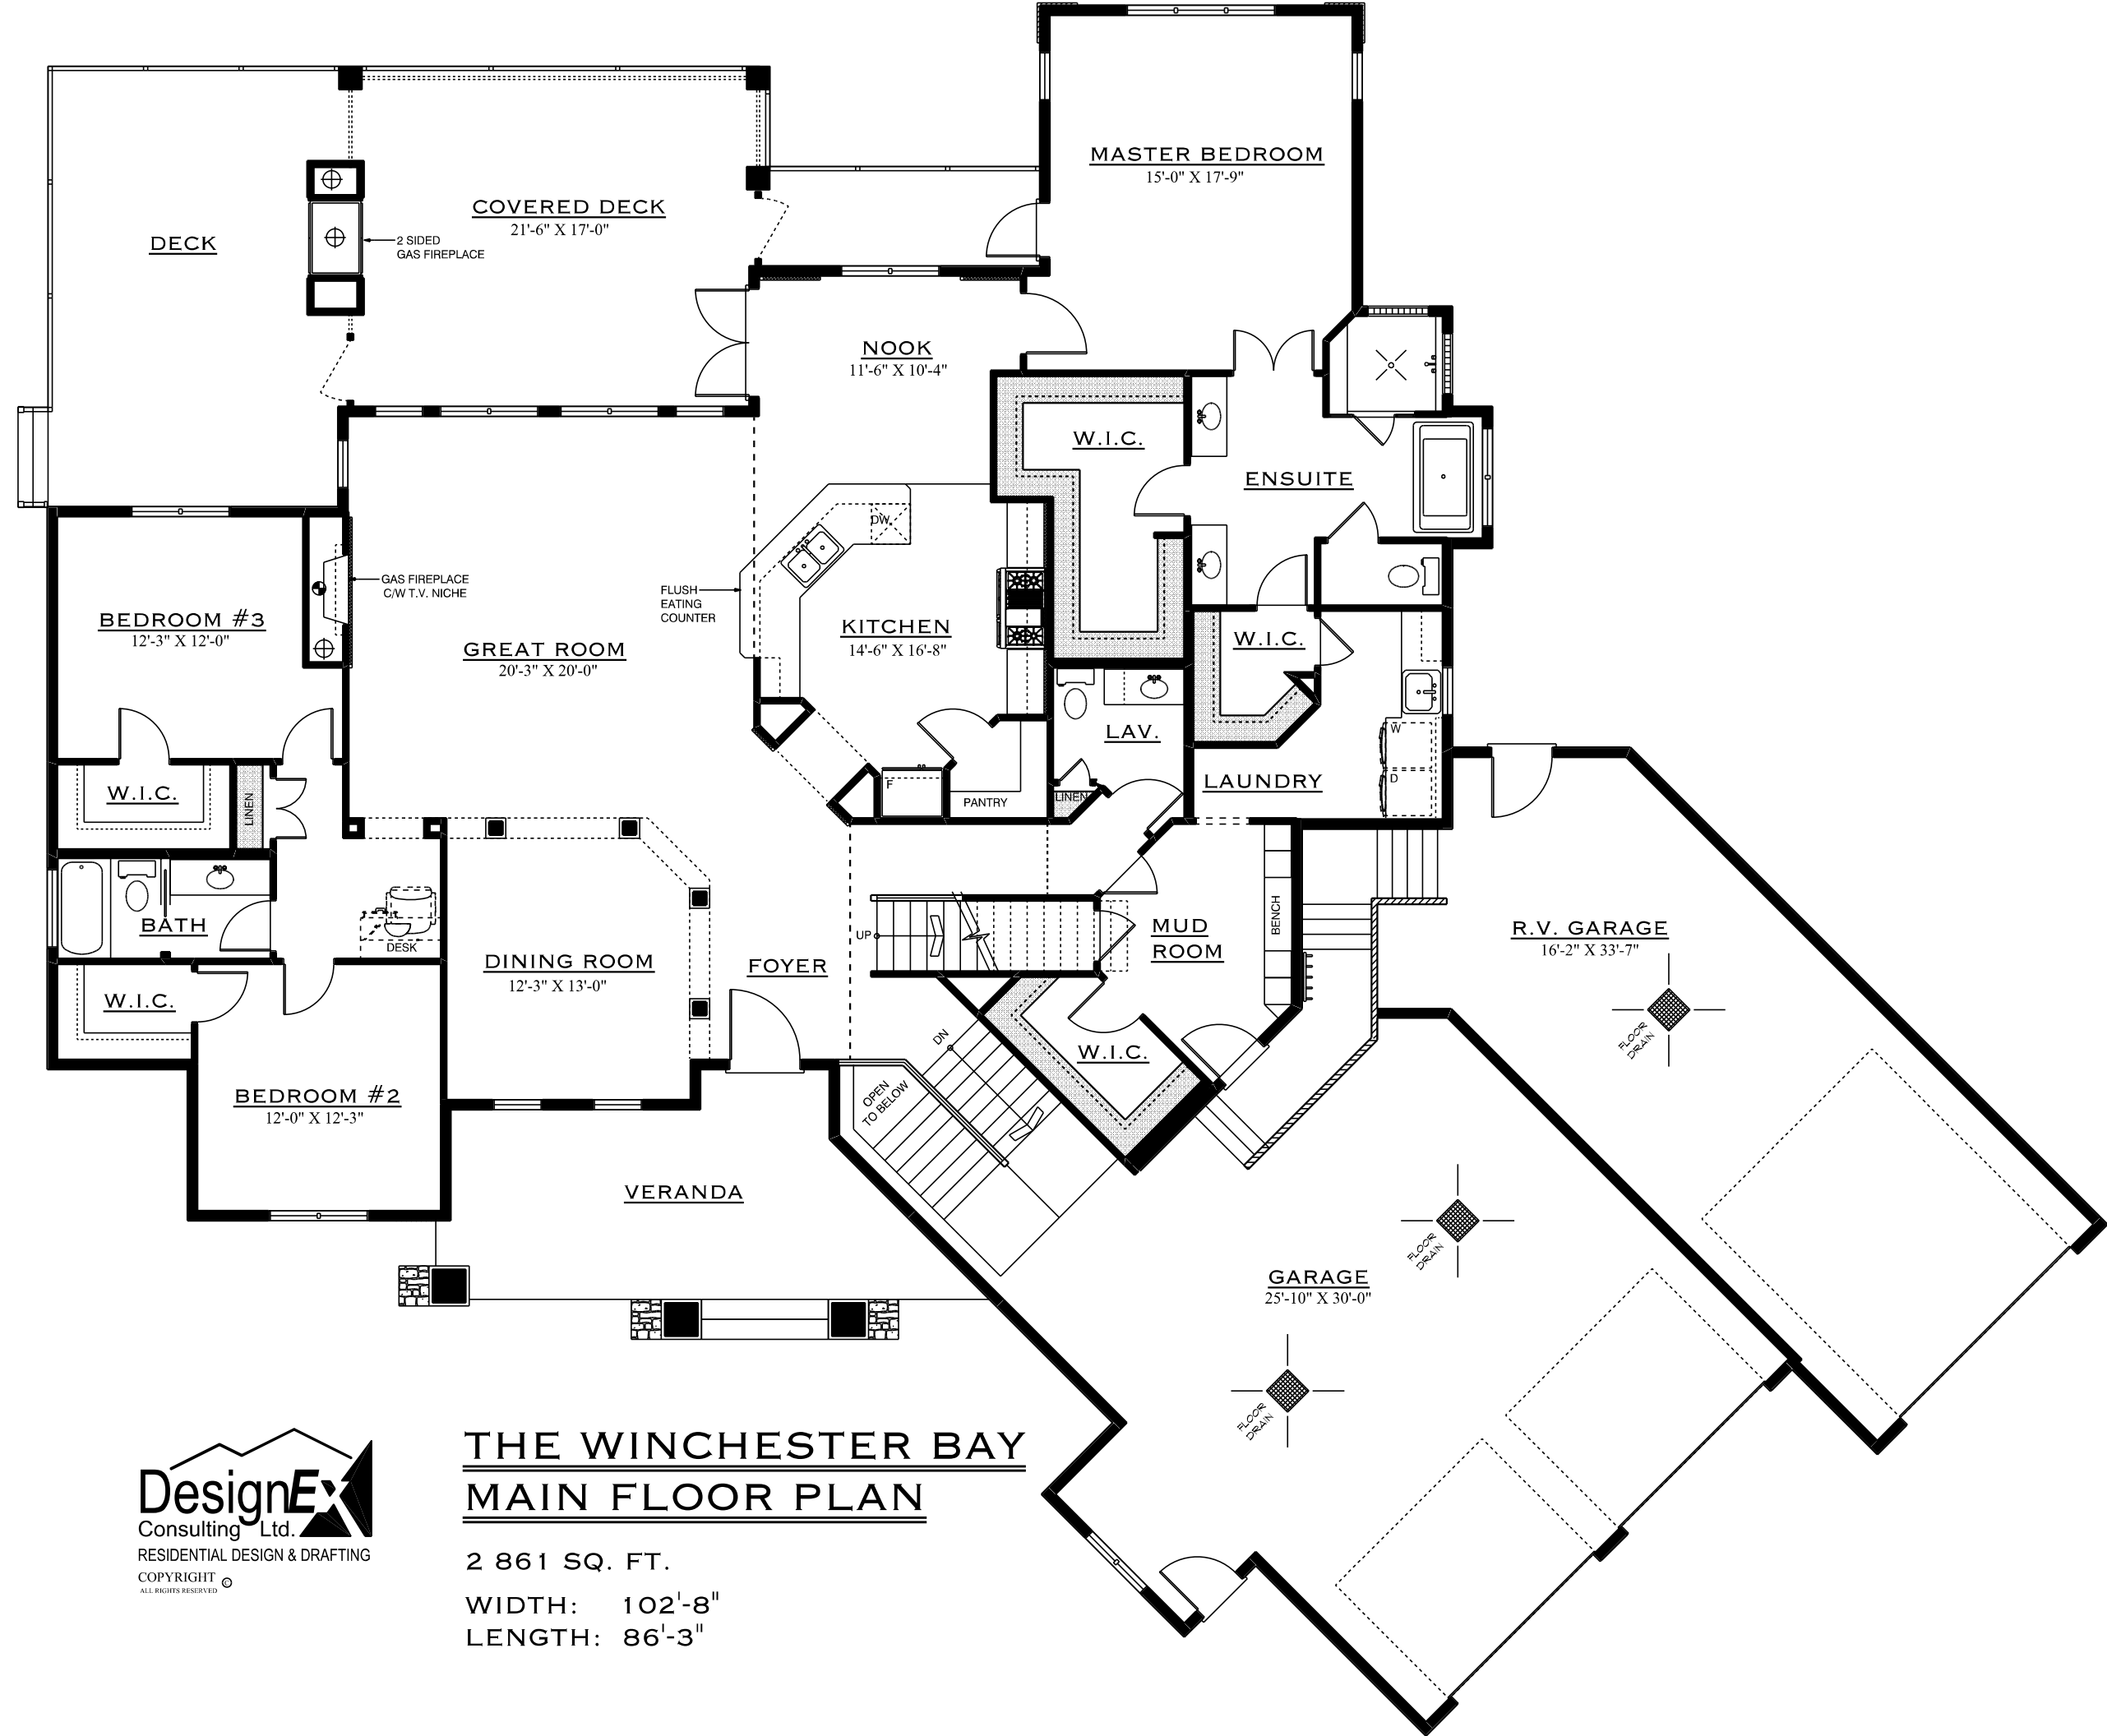 MASTER BEDROOM
15'-0" X 17'-9"
COVERED DECK
21'-6" X 17'-0"
DECK
2 SIDED
GAS FIREPLACE
NOOK
11'-6" X 10'-4"
W.I.C.
ENSUITE
DW
GAS FIREPLACE
C/W T.V. NICHE
FLUSH
EATING
COUNTER
BEDROOM #3
12'-3" X 12'-0"
GREAT ROOM
20'-3" X 20'-0"
KITCHEN
14'-6" X 16'-8"
W.I.C.
LAV.
W
D
LAUNDRY
W.I.C.
LINEN
F
PANTRY
LINEN
BATH
DESK
UP
MUD
ROOM
BENCH
R.V. GARAGE
16'-2" X 33'-7"
DINING ROOM
12'-3" X 13'-0"
FOYER
W.I.C.
DN
W.I.C.
FLOOR
DRAIN
BEDROOM #2
12'-0" X 12'-3"
OPEN
TO BELOW
VERANDA
FLOOR
DRAIN
GARAGE
25'-10" X 30'-0"
FLOOR
DRAIN
THE WINCHESTER BAY
MAIN FLOOR PLAN
2 861 SQ. FT.
WIDTH: 102'-8"
LENGTH: 86'-3"
DesignEx
Consulting Ltd.
RESIDENTIAL DESIGN & DRAFTING
COPYRIGHT ©
ALL RIGHTS RESERVED